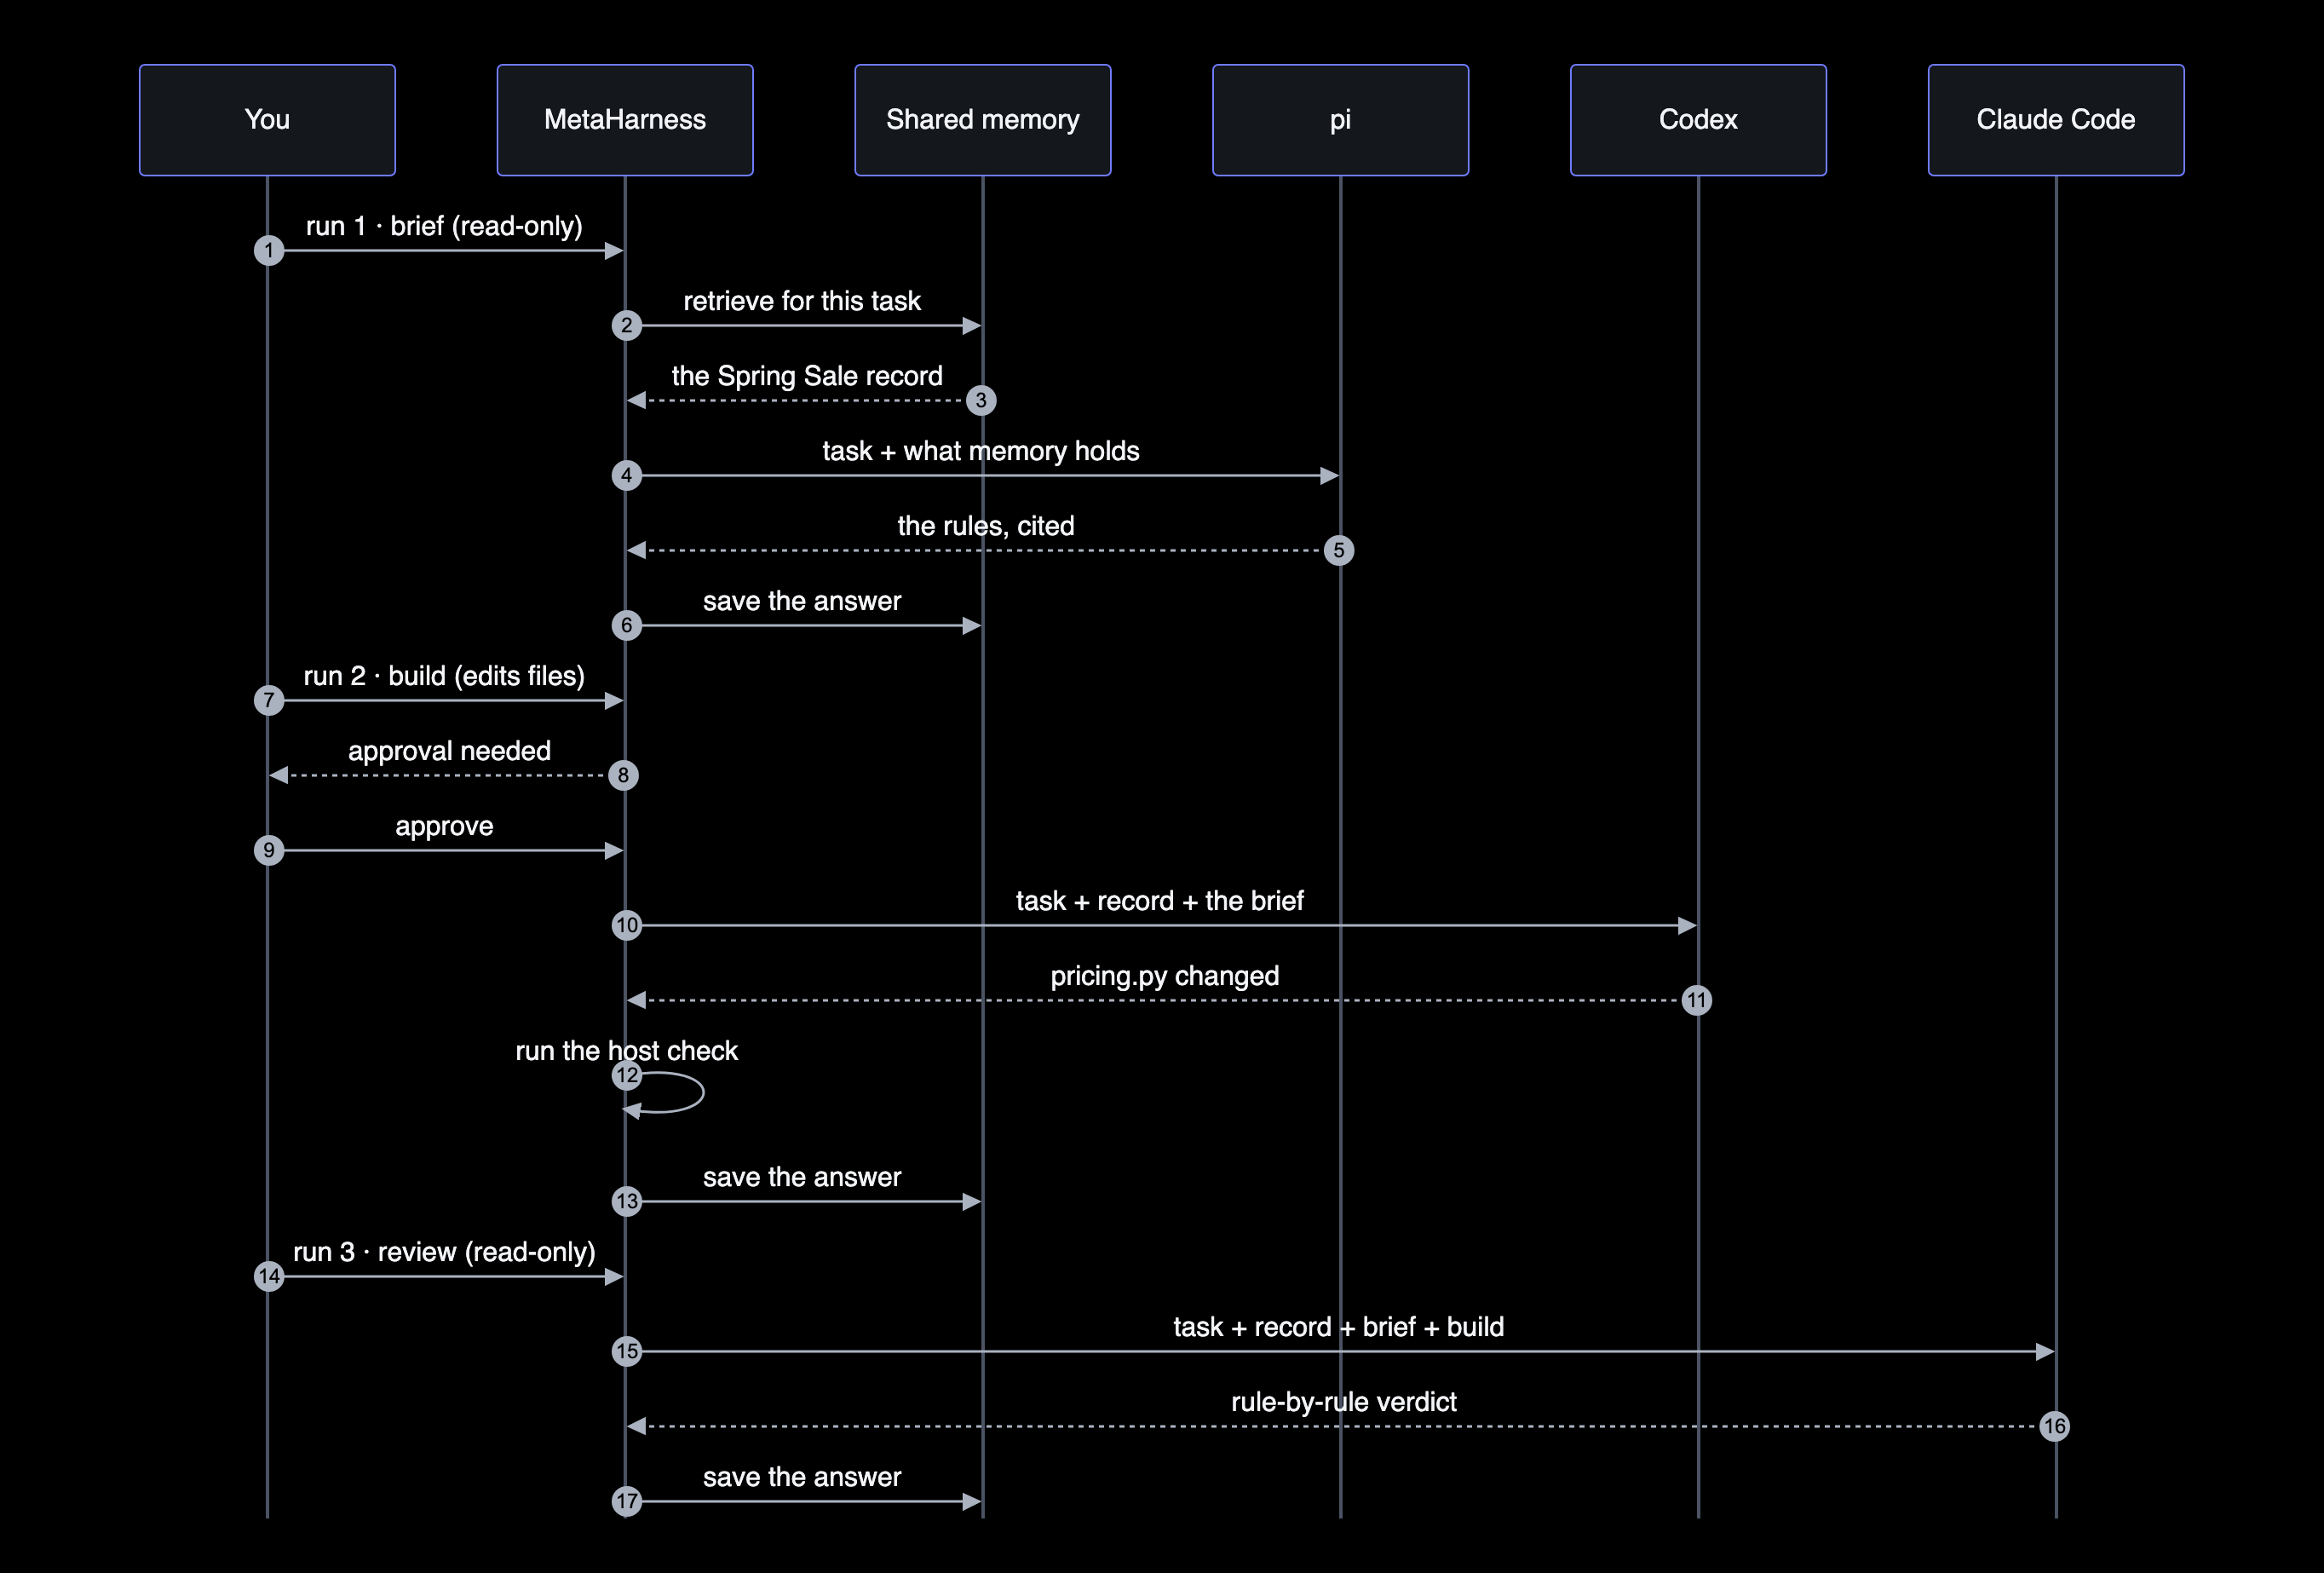 You
MetaHarness
Shared memory
pi
Codex
Claude Code
run 1 · brief (read-only)
1
retrieve for this task
2
the Spring Sale record
3
task + what memory holds
4
the rules, cited
5
save the answer
6
run 2 · build (edits files)
7
approval needed
8
approve
9
task + record + the brief
10
pricing.py changed
11
run the host check
12
save the answer
13
run 3 · review (read-only)
14
task + record + brief + build
15
rule-by-rule verdict
16
save the answer
17